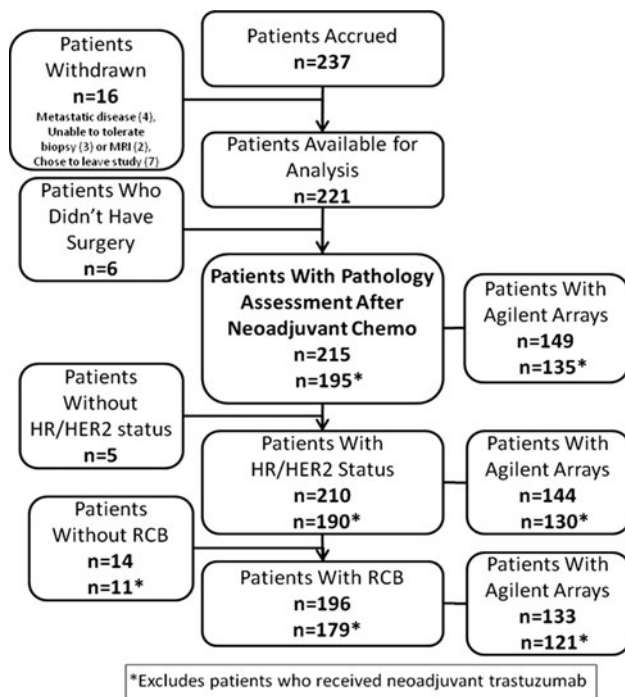 Patients Accrued
n=237
Patients
Withdrawn
n=16
Metastatic disease (4),
Unable to tolerate
biopsy (3) or MRI (2),
Chose to leave study (7)
Patients Available for
Analysis
n=221
Patients Who
Didn't Have
Surgery
n=6
Patients With Pathology
Assessment After
Neoadjuvant Chemo
n=215
n=195*
Patients With
Agilent Arrays
n=149
n=135*
Patients
Without
HR/HER2 status
n=5
Patients With
HR/HER2 Status
n=210
n=190*
Patients With
Agilent Arrays
n=144
n=130*
Patients
Without RCB
n=14
n=11*
Patients With RCB
n=196
n=179*
Patients With
Agilent Arrays
n=133
n=121*
*Excludes patients who received neoadjuvant trastuzumab